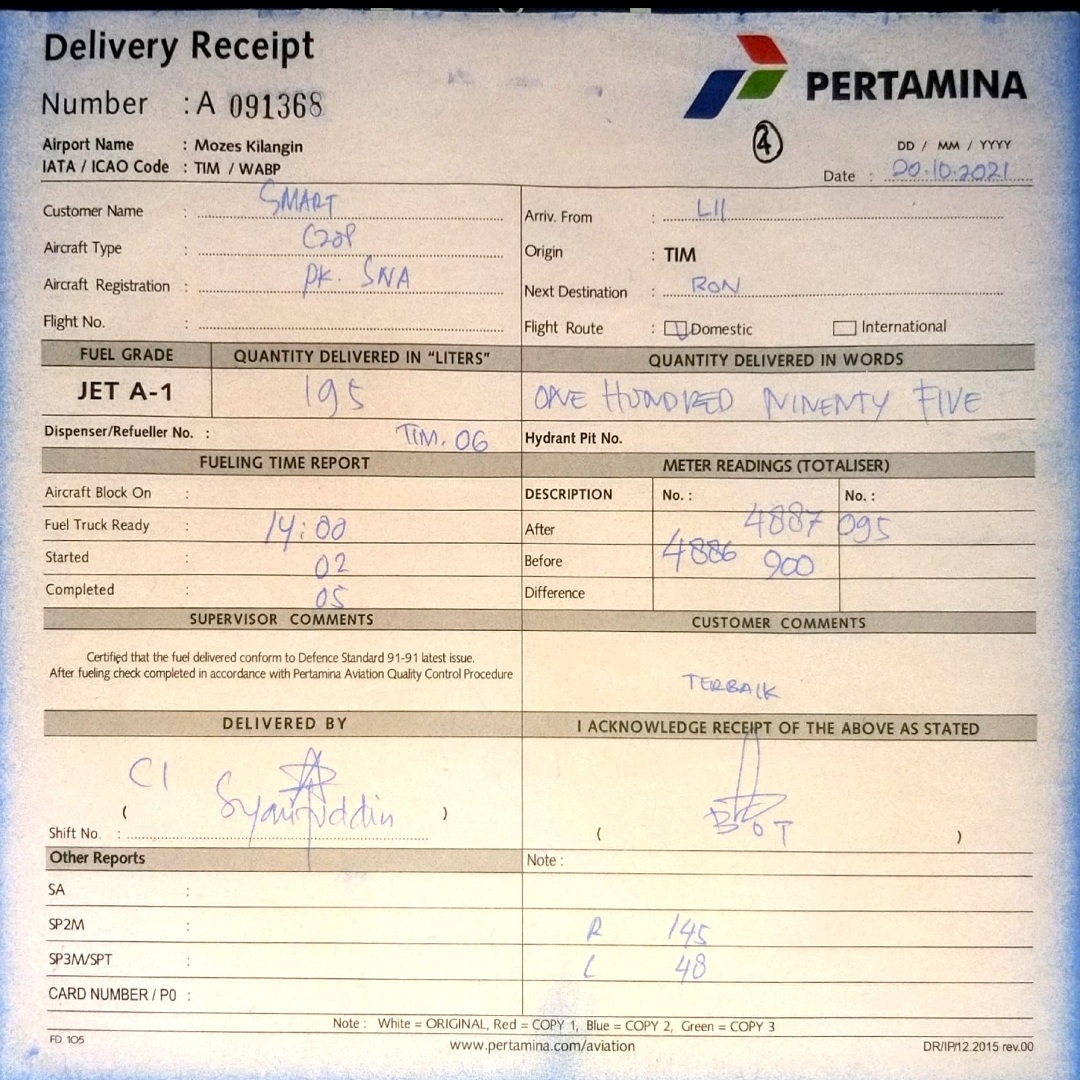 Delivery Receipt
Number : A 091368
PERTAMINA
Airport Name : Mozes Kilangin
IATA / ICAO Code : TIM / WABP
DD / MM / YYYY
Date : 20.10.2021
Customer Name : SMART
Aircraft Type : C208
Aircraft Registration : PK. SNA
Flight No. :
Arriv. From : LII
Origin : TIM
Next Destination : RON
Flight Route : Domestic International
FUEL GRADE QUANTITY DELIVERED IN "LITERS" QUANTITY DELIVERED IN WORDS
JET A-1 195 ONE HUNDRED NINENTY FIVE
Dispenser/Refueller No. : TIM. 06 Hydrant Pit No.
FUELING TIME REPORT METER READINGS (TOTALISER)
Aircraft Block On : DESCRIPTION No. : No. :
Fuel Truck Ready : 14:00 After 4887 095
Started : 02 Before 4886 900
Completed : 05 Difference
SUPERVISOR COMMENTS CUSTOMER COMMENTS
Certified that the fuel delivered conform to Defence Standard 91-91 latest issue.
After fueling check completed in accordance with Pertamina Aviation Quality Control Procedure
TERBAIK
DELIVERED BY I ACKNOWLEDGE RECEIPT OF THE ABOVE AS STATED
CI Syarifuddin
( ) ( )
Shift No. :
Other Reports Note :
SA :
SP2M : R 145
SP3M/SPT : L 48
CARD NUMBER / PO :
Note : White = ORIGINAL, Red = COPY 1, Blue = COPY 2, Green = COPY 3
FD 105 www.pertamina.com/aviation DR/IP/12.2015 rev.00